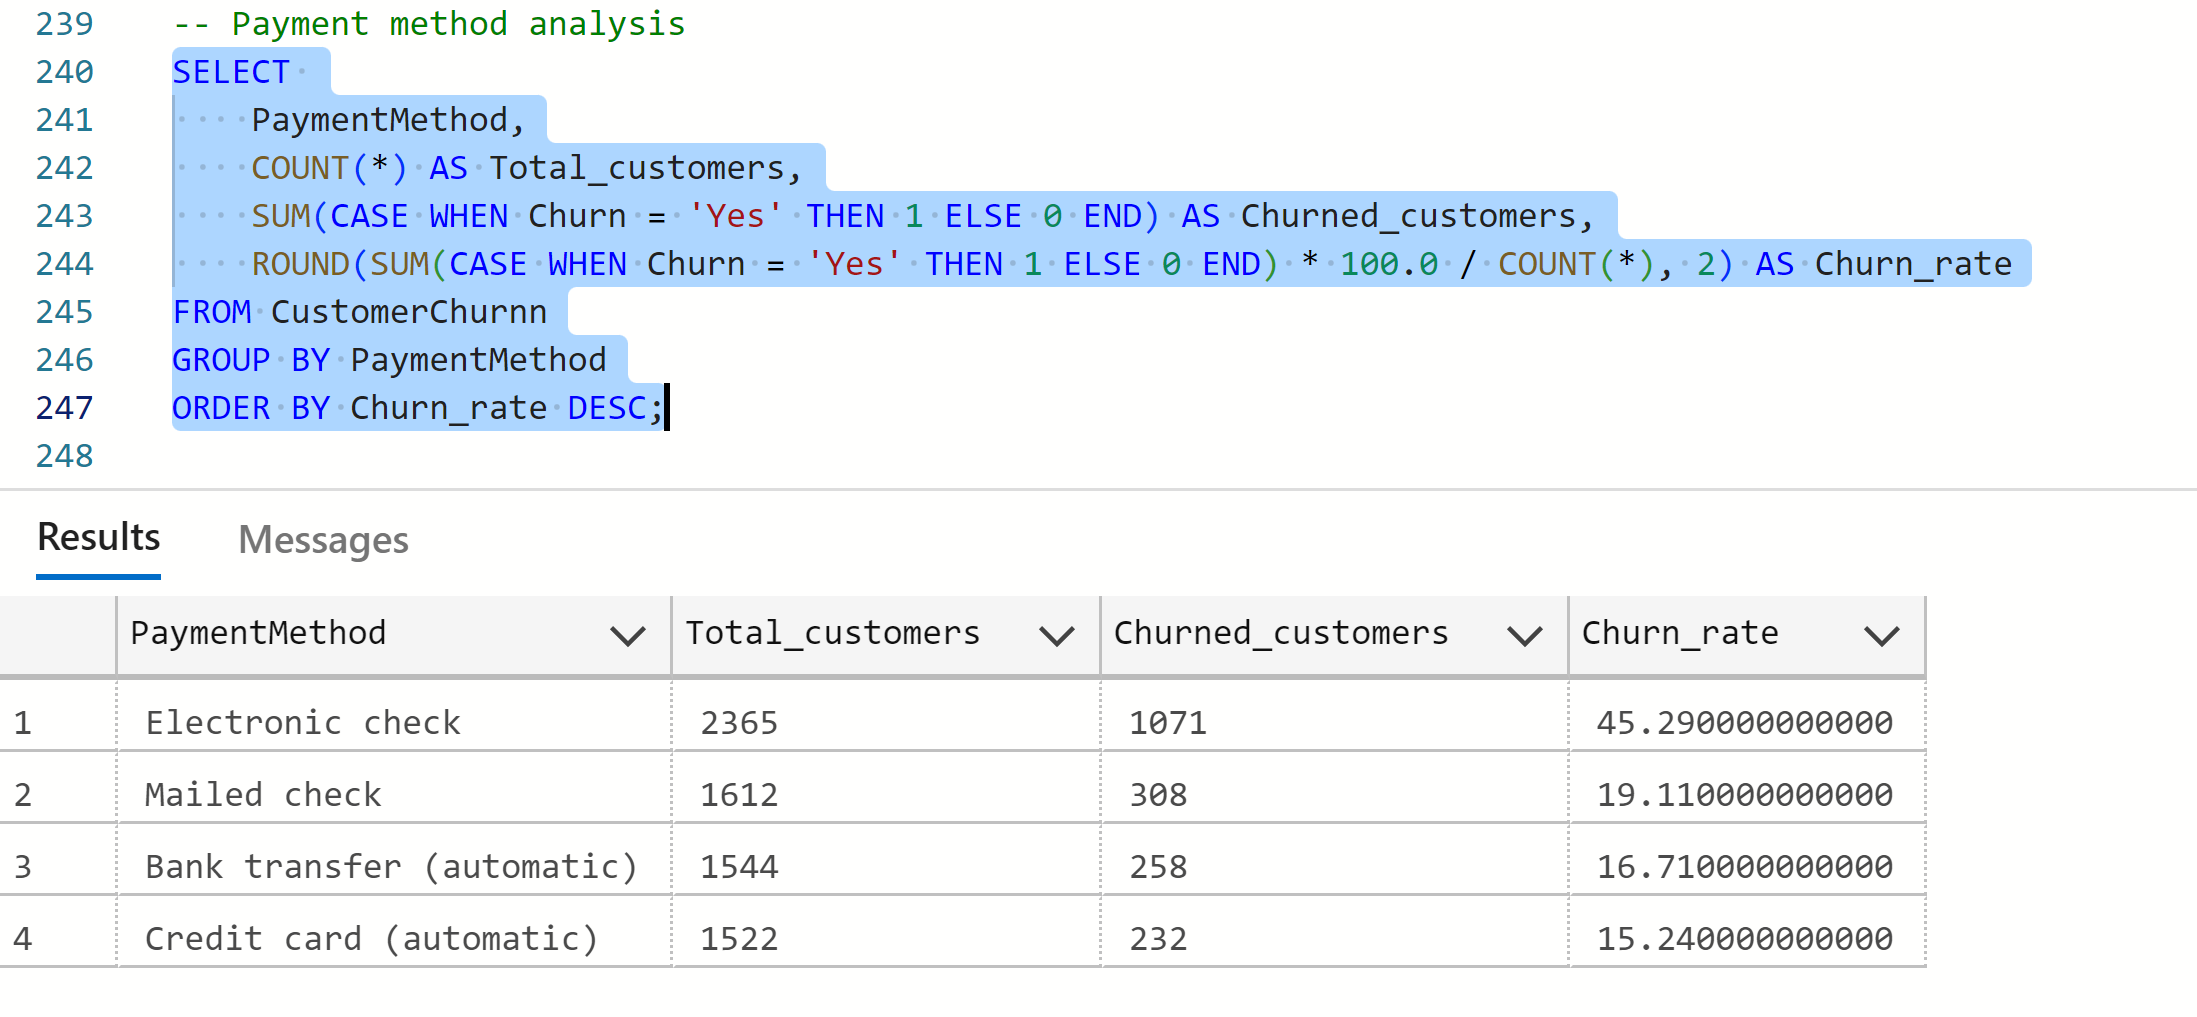 239 -- Payment method analysis
240 SELECT
241 PaymentMethod,
242 COUNT(*) AS Total_customers,
243 SUM(CASE WHEN Churn = 'Yes' THEN 1 ELSE 0 END) AS Churned_customers,
244 ROUND(SUM(CASE WHEN Churn = 'Yes' THEN 1 ELSE 0 END) * 100.0 / COUNT(*), 2) AS Churn_rate
245 FROM CustomerChurnn
246 GROUP BY PaymentMethod
247 ORDER BY Churn_rate DESC;
248
Results Messages
PaymentMethod Total_customers Churned_customers Churn_rate
1 Electronic check 2365 1071 45.290000000000
2 Mailed check 1612 308 19.110000000000
3 Bank transfer (automatic) 1544 258 16.710000000000
4 Credit card (automatic) 1522 232 15.240000000000